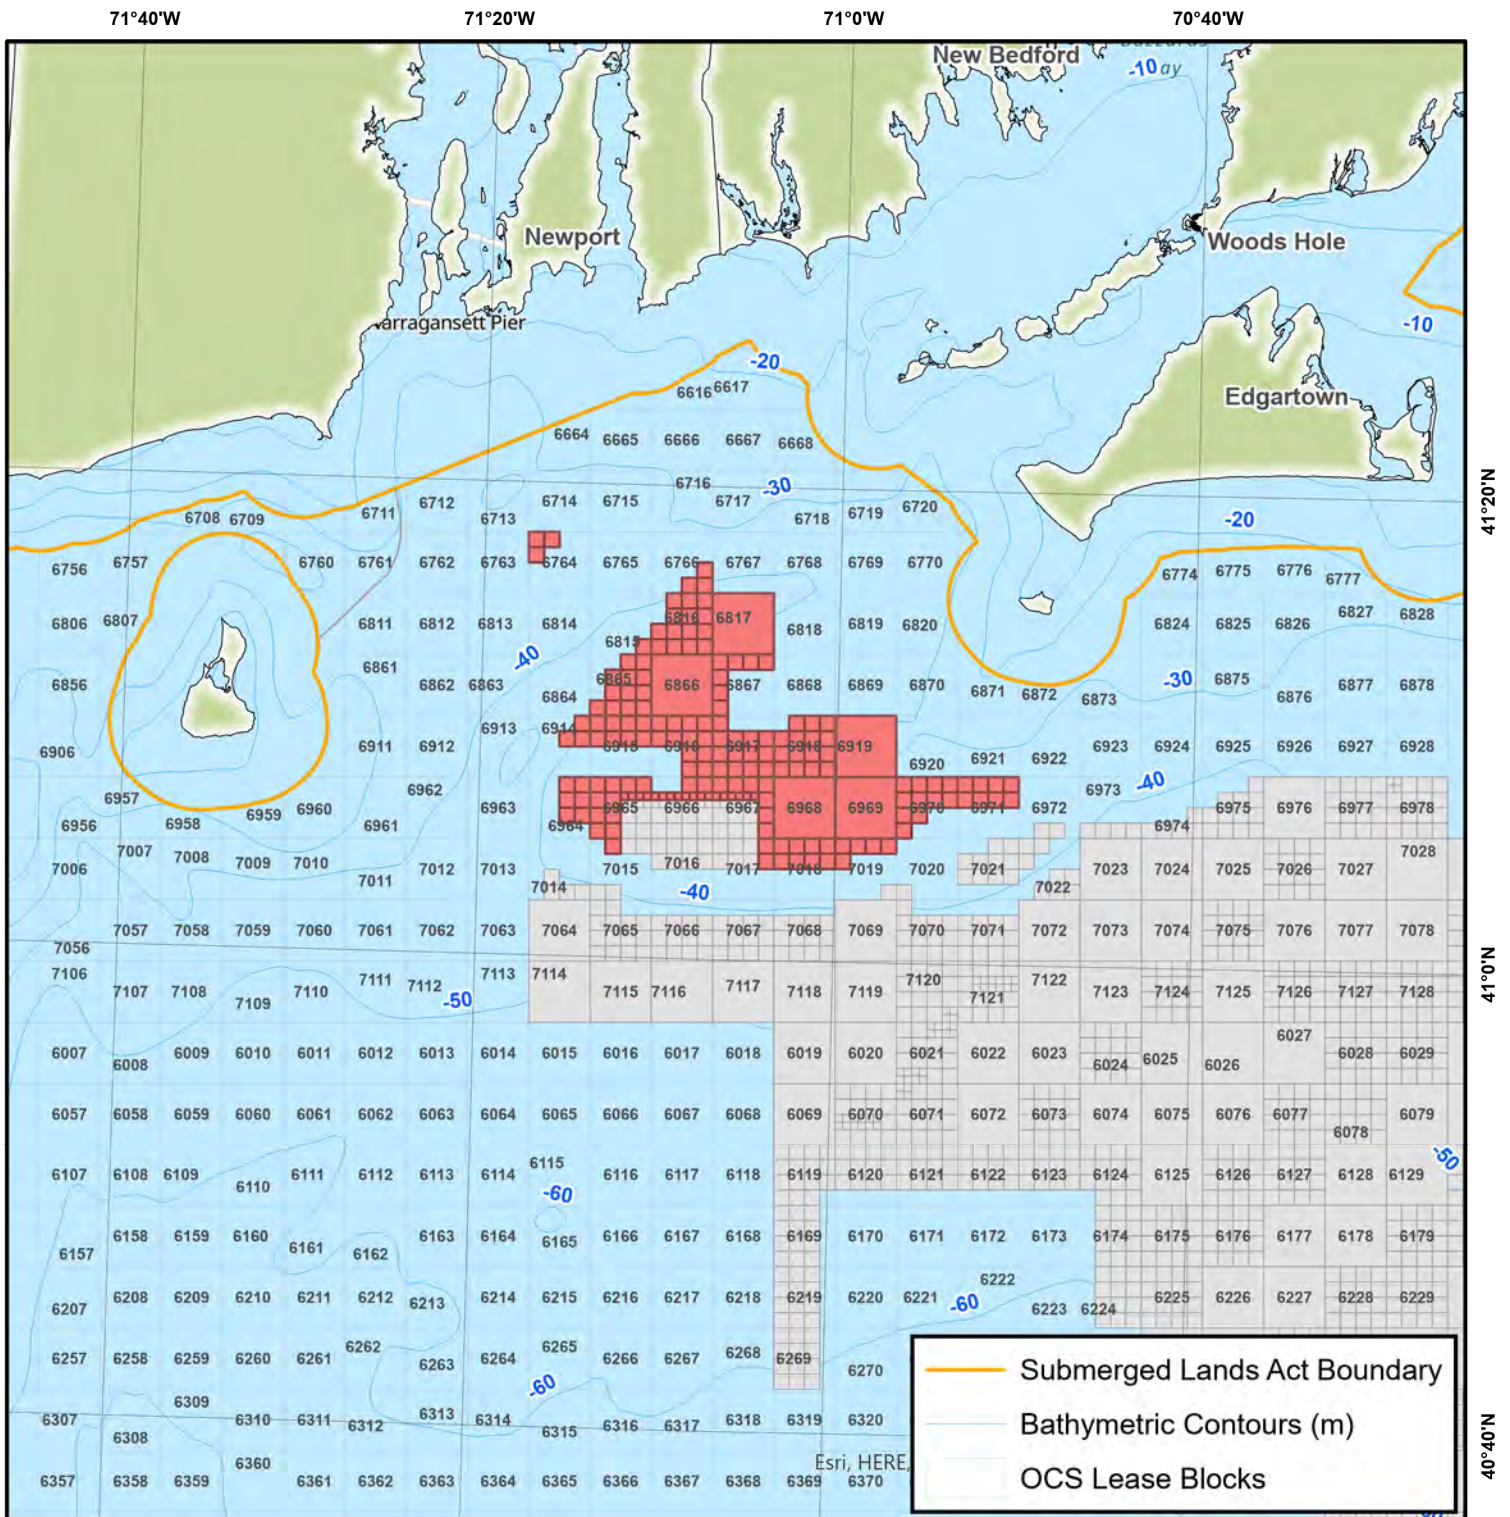 71°40'W 71°20'W 71°0'W 70°40'W
New Bedford
-10 ay
Newport
Woods Hole
arragansett Pier
-10
-20
6616 6617
Edgartown
6664 6665 6666 6667 6668
6716
-30
6712 6714 6715 6717 6720
41°20'N
6708 6709 6711 6713 6718 6719
-20
6756 6757 6760 6761 6762 6763 6764 6765 6766 6767 6768 6769 6770 6774 6775 6776 6777
6806 6807 6811 6812 6813 6814 6815 6816 6817 6818 6819 6820 6824 6825 6826 6827 6828
-40
6861
6856 6862 6863 6864 6865 6866 6867 6868 6869 6870 6871 6872 6873 -30 6875 6876 6877 6878
6913 6914
6906 6911 6912 6915 6916 6917 6918 6919 6920 6921 6922 6923 6924 6925 6926 6927 6928
-40
6957 6962 6973
6956 6958 6959 6960 6961 6963 6964 6965 6966 6967 6968 6969 6970 6971 6972 6974 6975 6976 6977 6978
7006 7007 7008 7009 7010 7011 7012 7013 7014 7015 7016 7017 7018 7019 7020 7021 7022 7023 7024 7025 7026 7027 7028
-40
7056 7057 7058 7059 7060 7061 7062 7063 7064 7065 7066 7067 7068 7069 7070 7071 7072 7073 7074 7075 7076 7077 7078
7106 7107 7108 7109 7110 7111 7112 7113 7114 7115 7116 7117 7118 7119 7120 7121 7122 7123 7124 7125 7126 7127 7128
41°0'N
-50
6007 6008 6009 6010 6011 6012 6013 6014 6015 6016 6017 6018 6019 6020 6021 6022 6023 6024 6025 6026 6027 6028 6029
6057 6058 6059 6060 6061 6062 6063 6064 6065 6066 6067 6068 6069 6070 6071 6072 6073 6074 6075 6076 6077 6078 6079
-50
6107 6108 6109 6110 6111 6112 6113 6114 6115 6116 6117 6118 6119 6120 6121 6122 6123 6124 6125 6126 6127 6128 6129
-60
6157 6158 6159 6160 6161 6162 6163 6164 6165 6166 6167 6168 6169 6170 6171 6172 6173 6174 6175 6176 6177 6178 6179
6222
6207 6208 6209 6210 6211 6212 6213 6214 6215 6216 6217 6218 6219 6220 6221 -60 6223 6224 6225 6226 6227 6228 6229
6257 6258 6259 6260 6261 6262 6263 6264 6265 6266 6267 6268 6269 6270
-60
6307 6308 6309 6310 6311 6312 6313 6314 6315 6316 6317 6318 6319 6320
40°40'N
6357 6358 6359 6360 6361 6362 6363 6364 6365 6366 6367 6368 6369 6370
Esri, HERE,
Submerged Lands Act Boundary
Bathymetric Contours (m)
OCS Lease Blocks